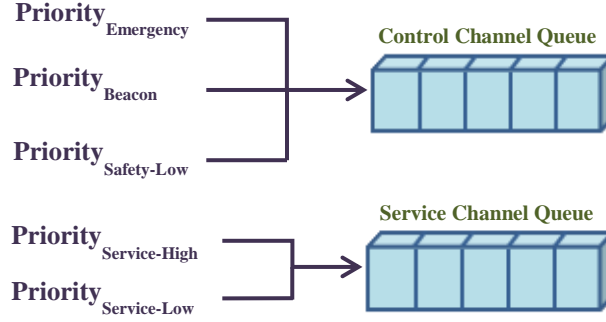 Priority Emergency
Control Channel Queue
Priority Beacon
Priority Safety-Low
Service Channel Queue
Priority Service-High
Priority Service-Low